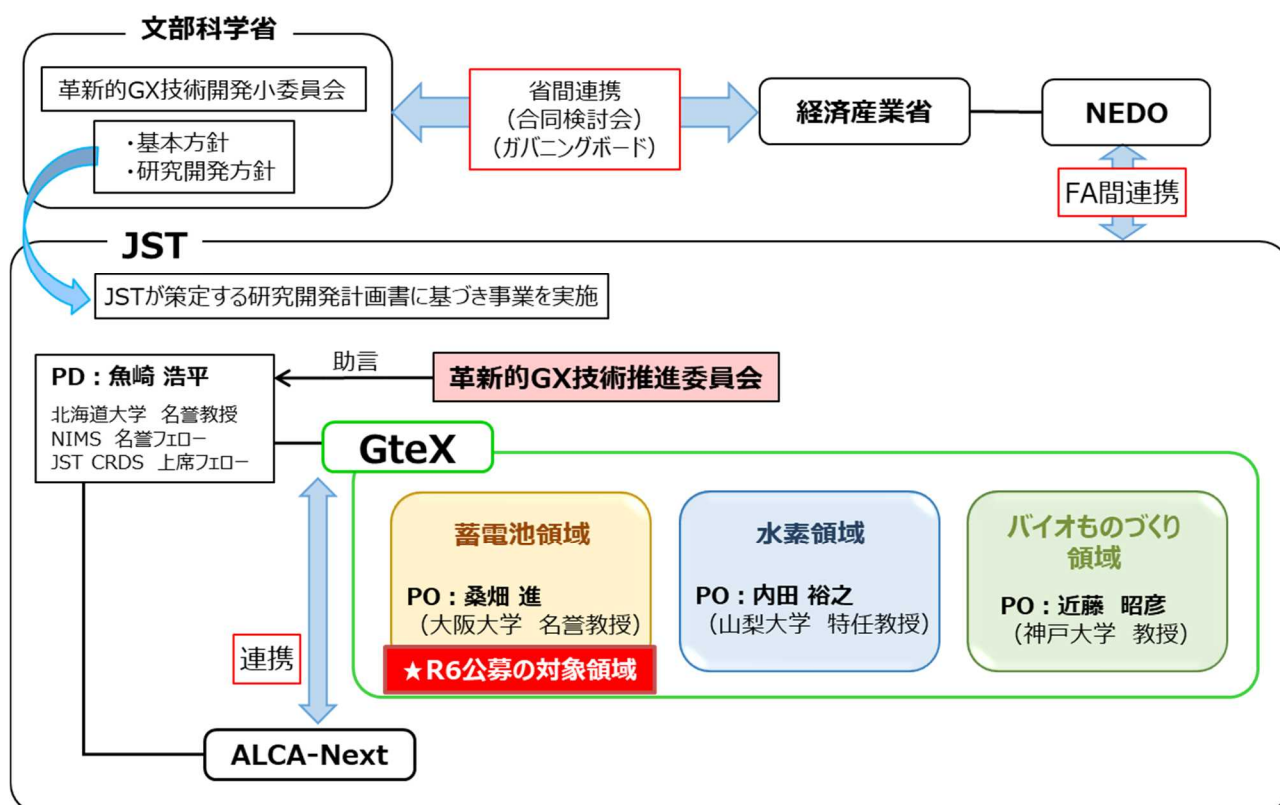 文部科学省
革新的GX技術開発小委員会
・基本方針
・研究開発方針
省間連携
(合同検討会)
(ガバニングボード)
経済産業省
NEDO
FA間連携
JST
JSTが策定する研究開発計画書に基づき事業を実施
PD：魚崎 浩平
北海道大学 名誉教授
NIMS 名誉フェロー
JST CRDS 上席フェロー
助言
革新的GX技術推進委員会
GteX
蓄電池領域
PO：桑畑 進
（大阪大学 名誉教授）
★R6公募の対象領域
水素領域
PO：内田 裕之
（山梨大学 特任教授）
バイオものづくり
領域
PO：近藤 昭彦
（神戸大学 教授）
連携
ALCA-Next